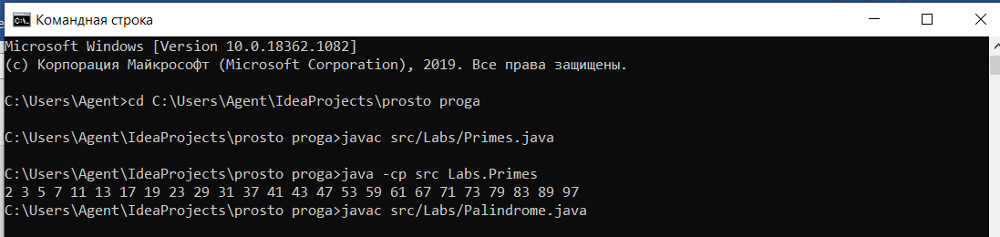 Командная строка
Microsoft Windows [Version 10.0.18362.1082]
(c) Корпорация Майкрософт (Microsoft Corporation), 2019. Все права защищены.
C:\Users\Agent>cd C:\Users\Agent\IdeaProjects\prosto proga
C:\Users\Agent\IdeaProjects\prosto proga>javac src/Labs/Primes.java
C:\Users\Agent\IdeaProjects\prosto proga>java -cp src Labs.Primes
2 3 5 7 11 13 17 19 23 29 31 37 41 43 47 53 59 61 67 71 73 79 83 89 97
C:\Users\Agent\IdeaProjects\prosto proga>javac src/Labs/Palindrome.java